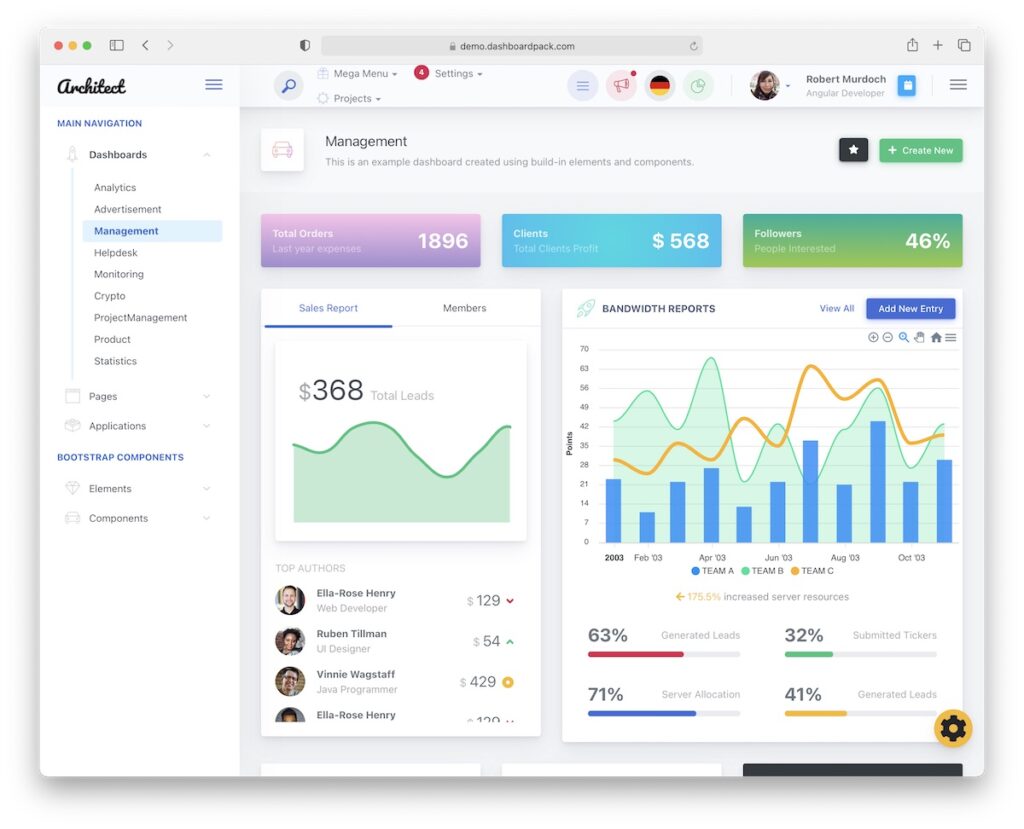 demo.dashboardpack.com
Architect
Mega Menu
4
Settings
Projects
Robert Murdoch
Angular Developer
MAIN NAVIGATION
Dashboards
Analytics
Advertisement
Management
Helpdesk
Monitoring
Crypto
ProjectManagement
Product
Statistics
Pages
Applications
BOOTSTRAP COMPONENTS
Elements
Components
Management
This is an example dashboard created using build-in elements and components.
Create New
Total Orders
Last year expenses
1896
Clients
Total Clients Profit
$ 568
Followers
People Interested
46%
Sales Report
Members
$368 Total Leads
TOP AUTHORS
Ella-Rose Henry
Web Developer
$ 129
Ruben Tillman
UI Designer
$ 54
Vinnie Wagstaff
Java Programmer
$ 429
Ella-Rose Henry
BANDWIDTH REPORTS
View All
Add New Entry
70
63
56
49
42
35
28
21
14
7
0
Points
2003 Feb '03 Apr '03 Jun '03 Aug '03 Oct '03
TEAM A TEAM B TEAM C
175.5% increased server resources
63% Generated Leads
32% Submitted Tickers
71% Server Allocation
41% Generated Leads